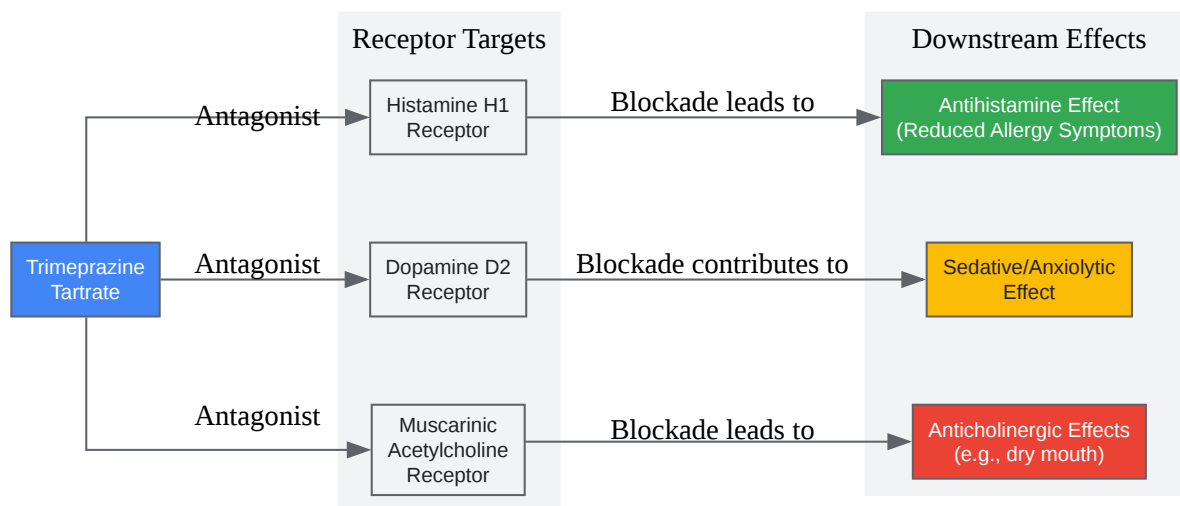 Receptor Targets
Downstream Effects
Antagonist
Histamine H1
Receptor
Blockade leads to
Antihistamine Effect
(Reduced Allergy Symptoms)
Trimeprazine
Tartrate
Antagonist
Dopamine D2
Receptor
Blockade contributes to
Sedative/Anxiolytic
Effect
Antagonist
Muscarinic
Acetylcholine
Receptor
Blockade leads to
Anticholinergic Effects
(e.g., dry mouth)